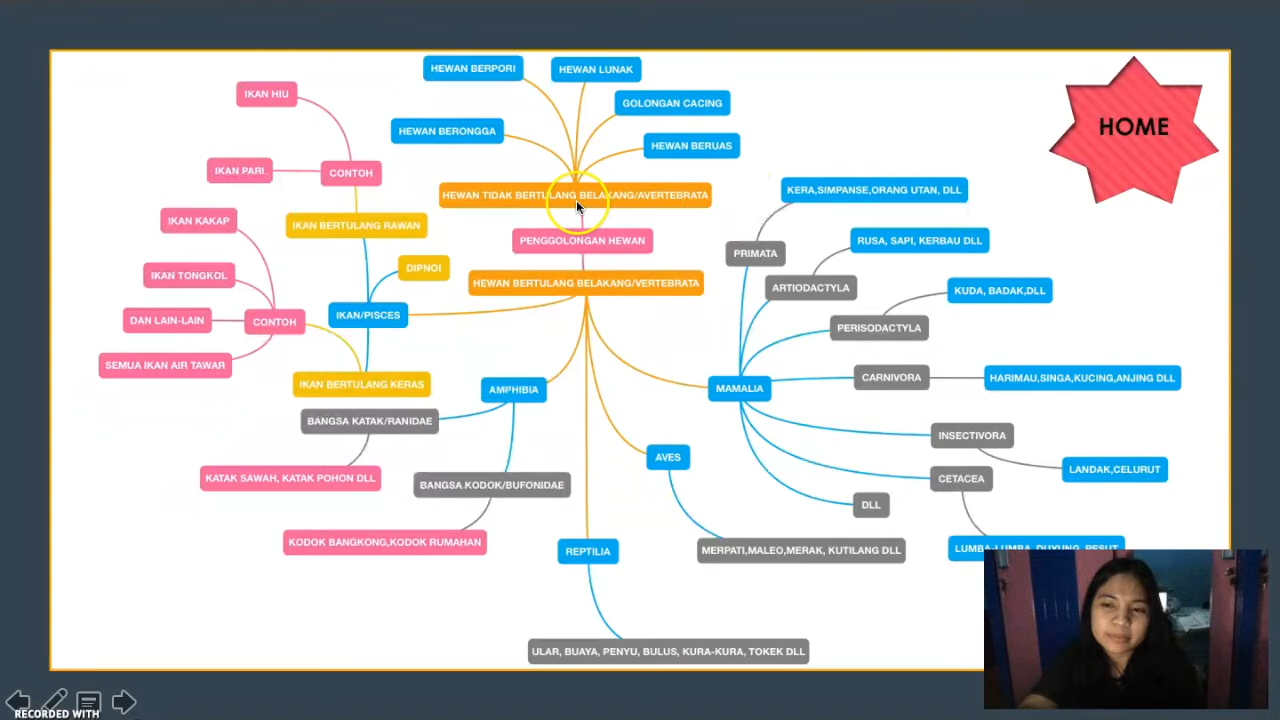 HEWAN BERPORI
HEWAN LUNAK
GOLONGAN CACING
HEWAN BERONGGA
HEWAN BERUAS
HEWAN TIDAK BERTULANG BELAKANG/AVERTEBRATA
PENGGOLONGAN HEWAN
HEWAN BERTULANG BELAKANG/VERTEBRATA
IKAN HIU
IKAN PARI
CONTOH
IKAN BERTULANG RAWAN
DIPNOI
IKAN/PISCES
IKAN KAKAP
IKAN TONGKOL
DAN LAIN-LAIN
CONTOH
SEMUA IKAN AIR TAWAR
IKAN BERTULANG KERAS
AMPHIBIA
BANGSA KATAK/RANIDAE
KATAK SAWAH, KATAK POHON DLL
BANGSA KODOK/BUFONIDAE
KODOK BANGKONG,KODOK RUMAHAN
REPTILIA
ULAR, BUAYA, PENYU, BULUS, KURA-KURA, TOKEK DLL
AVES
MERPATI,MALEO,MERAK, KUTILANG DLL
MAMALIA
PRIMATA
KERA,SIMPANSE,ORANG UTAN, DLL
ARTIODACTYLA
RUSA, SAPI, KERBAU DLL
PERISODACTYLA
KUDA, BADAK,DLL
CARNIVORA
HARIMAU,SINGA,KUCING,ANJING DLL
INSECTIVORA
LANDAK,CELURUT
CETACEA
LUMBA-LUMBA, DUYUNG, PESUT
DLL
HOME
RECORDED WITH